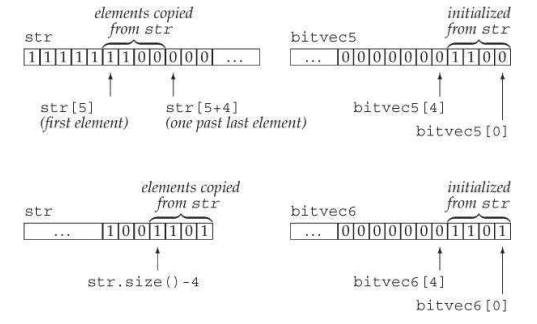 elements copied
from str
initialized
from str
str
bitvec5
1 1 1 1 1 1 1 0 0 0 0 0 ...
... 0 0 0 0 0 0 0 1 1 0 0
str[5]
(first element)
str[5+4]
(one past last element)
bitvec5[4]
bitvec5[0]
elements copied
from str
initialized
from str
str
bitvec6
... 1 0 0 1 1 0 1
... 0 0 0 0 0 0 0 1 1 0 1
str.size()-4
bitvec6[4]
bitvec6[0]